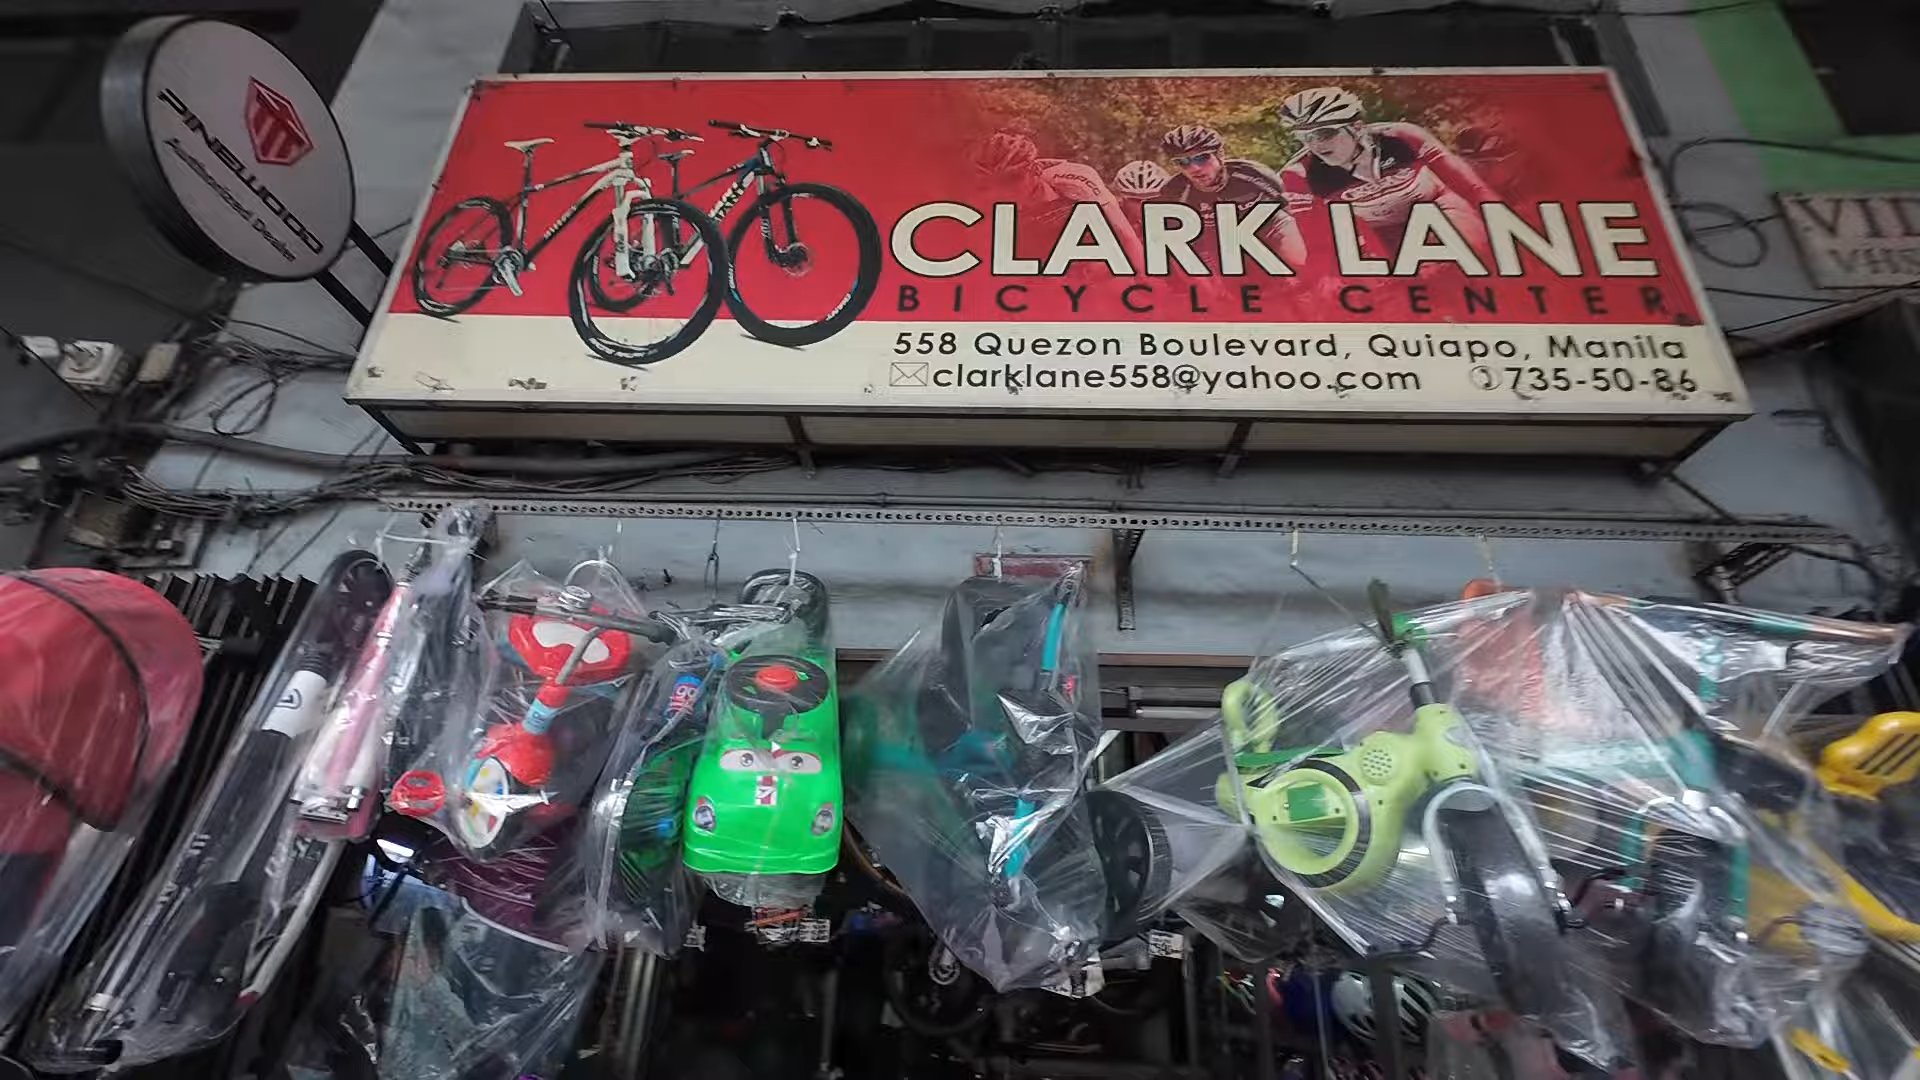 PINEWOOD
Authorized Dealer
CLARK LANE
BICYCLE CENTER
558 Quezon Boulevard, Quiapo, Manila
clarklane558@yahoo.com 735-50-86